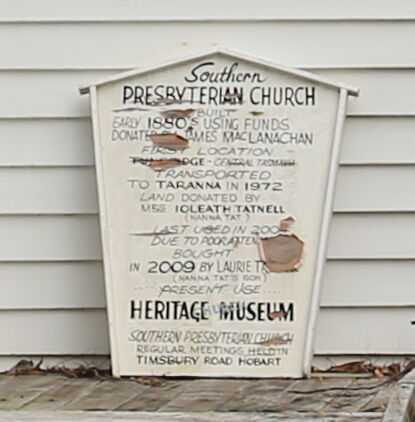 Southern
PRESBYTERIAN CHURCH
BUILT
EARLY 1880'S USING FUNDS
DONATED BY JAMES MACLANACHAN
FIRST LOCATION
CENTRAL TASMANIA
TRANSPORTED
TO TARANNA IN 1972
LAND DONATED BY
IOLEATH TATNELL
(NANNA TAT)
LAST USED IN
DUE TO POOR
BOUGHT
IN 2009 BY LAURIE
(NANNA TAT'S SON)
PRESENT USE
HERITAGE MUSEUM
SOUTHERN PRESBYTERIAN CHURCH
REGULAR MEETINGS HELD IN
TIMSBURY ROAD HOBART